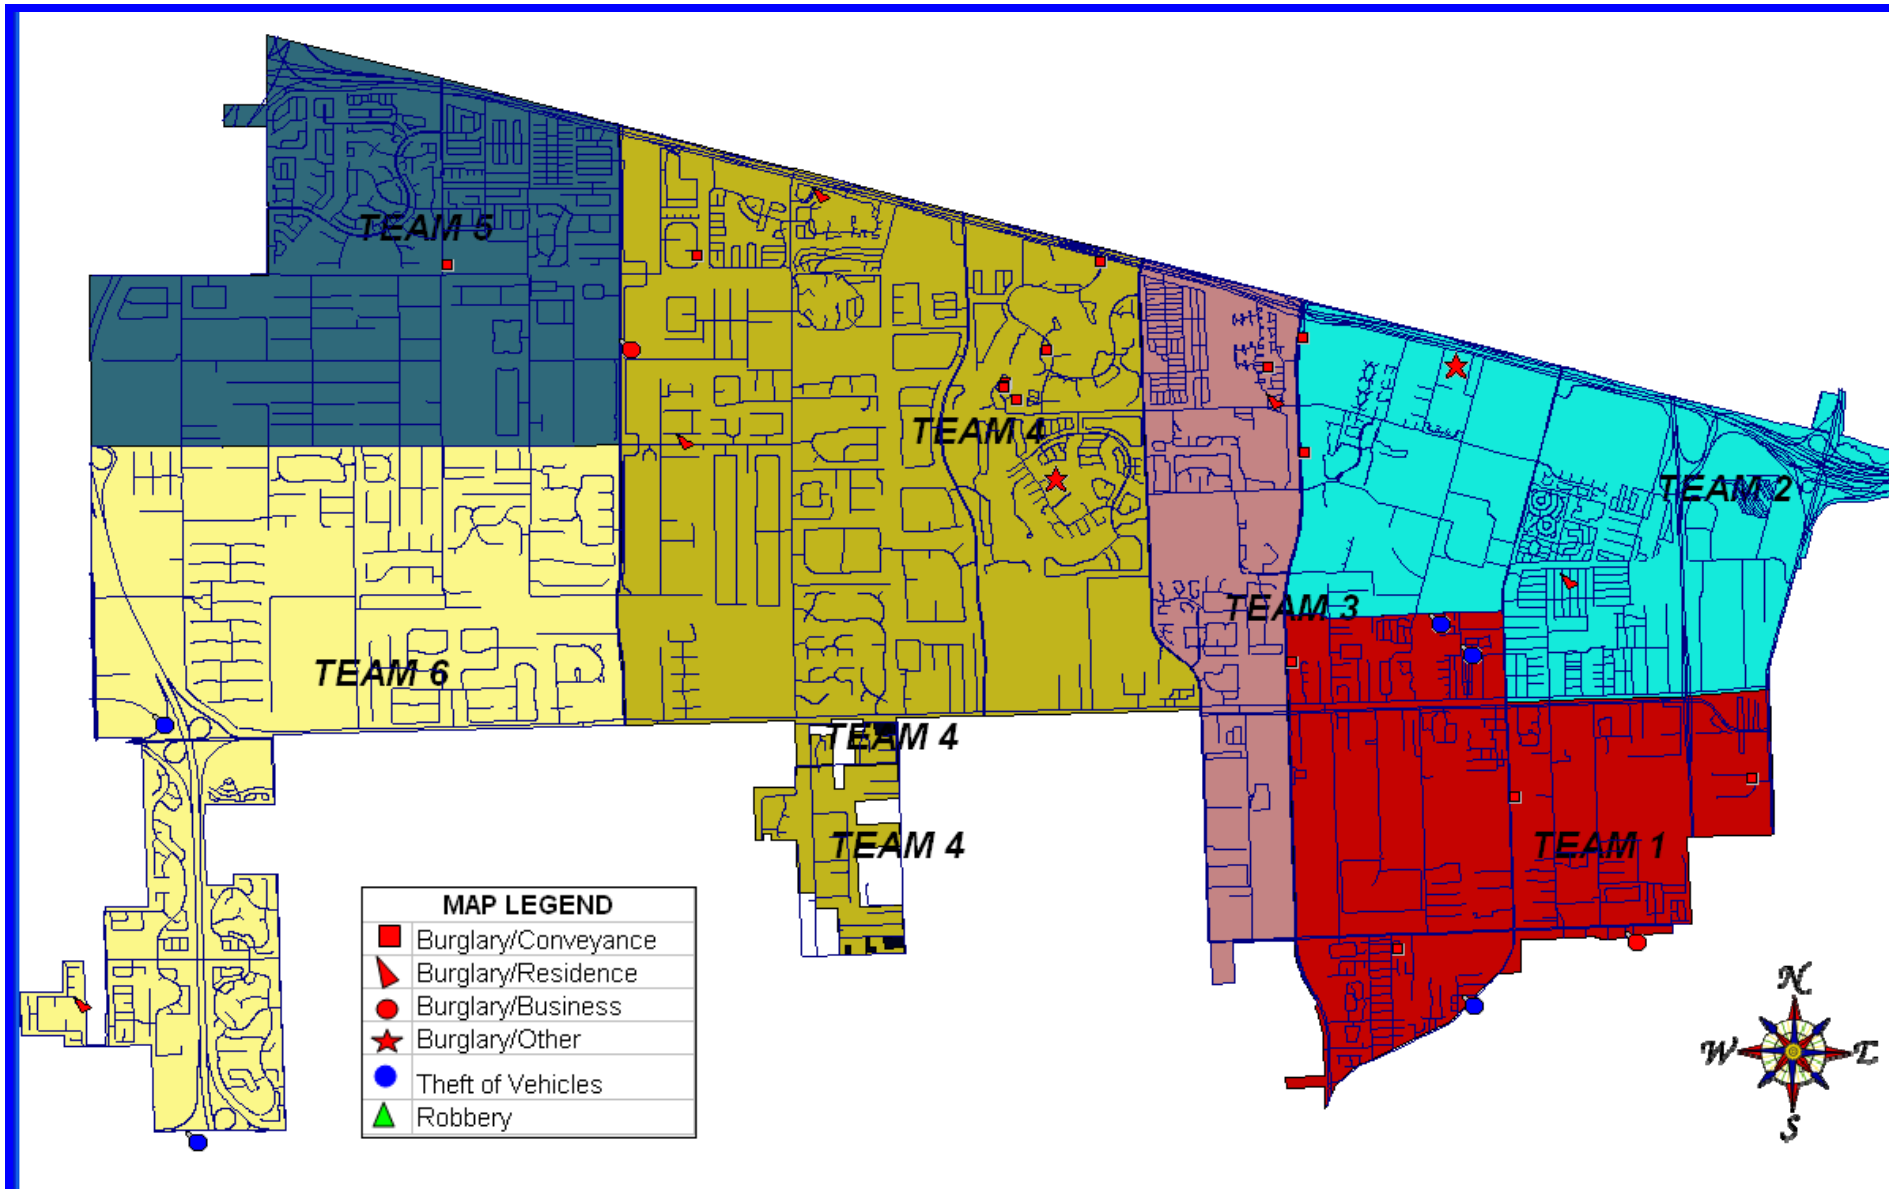 TEAM 5
TEAM 4
TEAM 2
TEAM 3
TEAM 6
TEAM 4
TEAM 4
TEAM 1
MAP LEGEND
Burglary/Conveyance
Burglary/Residence
Burglary/Business
Burglary/Other
Theft of Vehicles
Robbery
N
W E
S